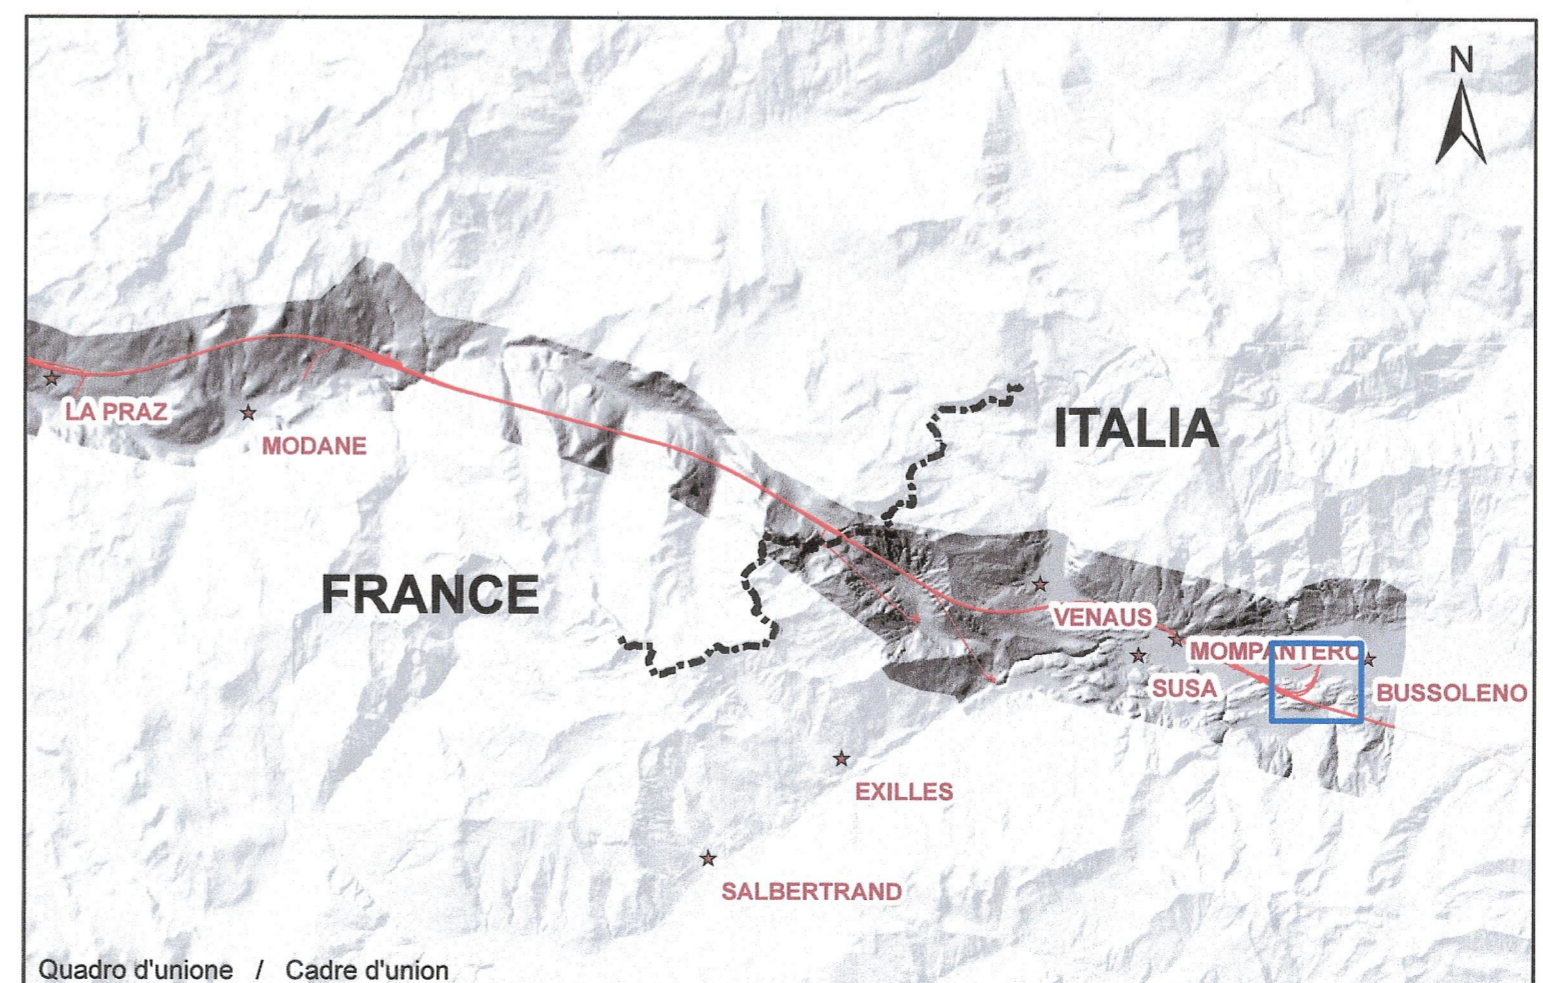 N
ITALIA
LA PRAZ
MODANE
FRANCE
VENAUS
MOMPANTERO
SUSA
BUSSOLENO
EXILLES
SALBERTRAND
Quadro d'unione / Cadre d'union